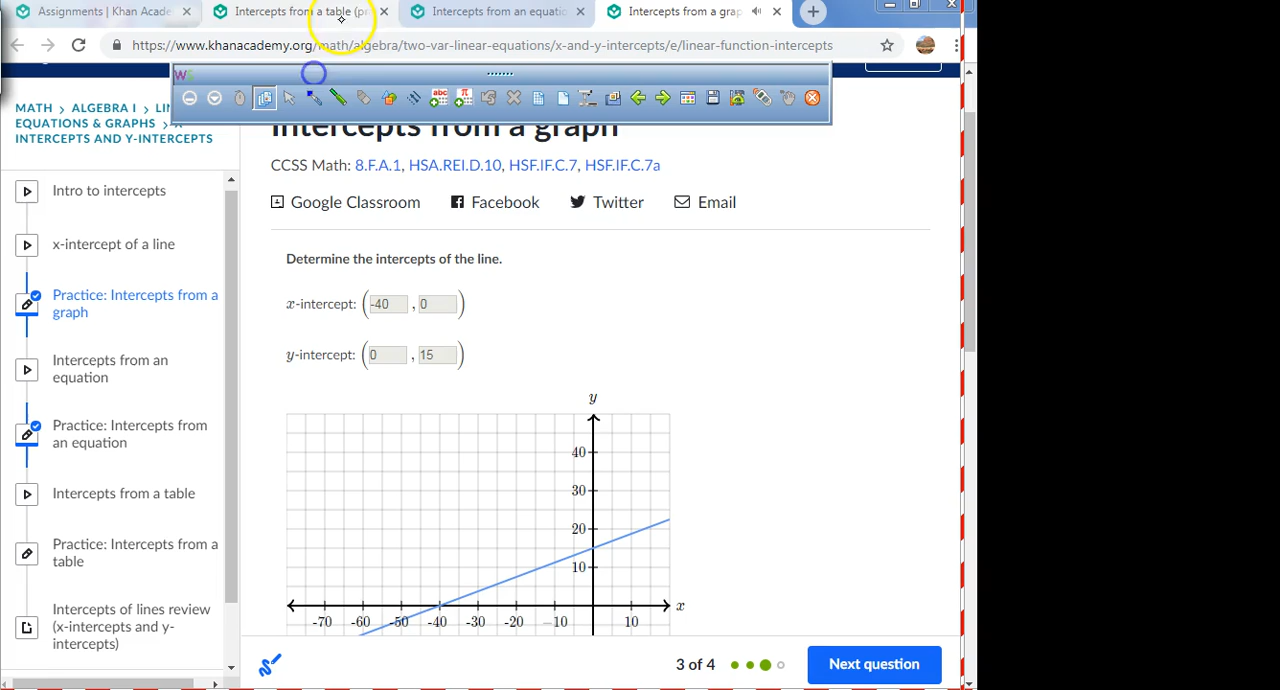 Assignments | Khan Acade
Intercepts from a table (p
Intercepts from an equatio
Intercepts from a grap
https://www.khanacademy.org/math/algebra/two-var-linear-equations/x-and-y-intercepts/e/linear-function-intercepts
abc
π
MATH > ALGEBRA I >
EQUATIONS & GRAPHS >
INTERCEPTS AND Y-INTERCEPTS
Intro to intercepts
x-intercept of a line
Practice: Intercepts from a
graph
Intercepts from an
equation
Practice: Intercepts from
an equation
Intercepts from a table
Practice: Intercepts from a
table
Intercepts of lines review
(x-intercepts and y-
intercepts)
Intercepts from a graph
CCSS Math: 8.F.A.1, HSA.REI.D.10, HSF.IF.C.7, HSF.IF.C.7a
Google Classroom Facebook Twitter Email
Determine the intercepts of the line.
x-intercept: (-40 , 0)
y-intercept: (0 , 15)
y
40
30
20
10
x
-70 -60 -50 -40 -30 -20 -10 10
3 of 4
Next question